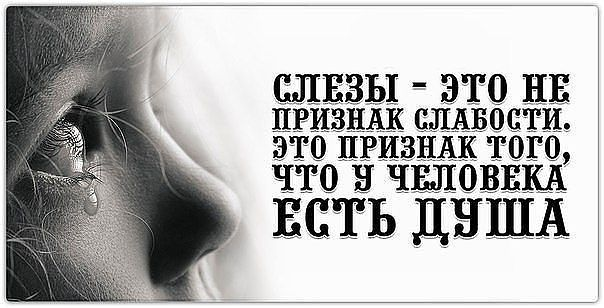 СЛЕЗЫ - ЭТО НЕ
ПРИЗНАК СЛАБОСТИ.
ЭТО ПРИЗНАК ТОГО,
ЧТО У ЧЕЛОВЕКА
ЕСТЬ ДУША